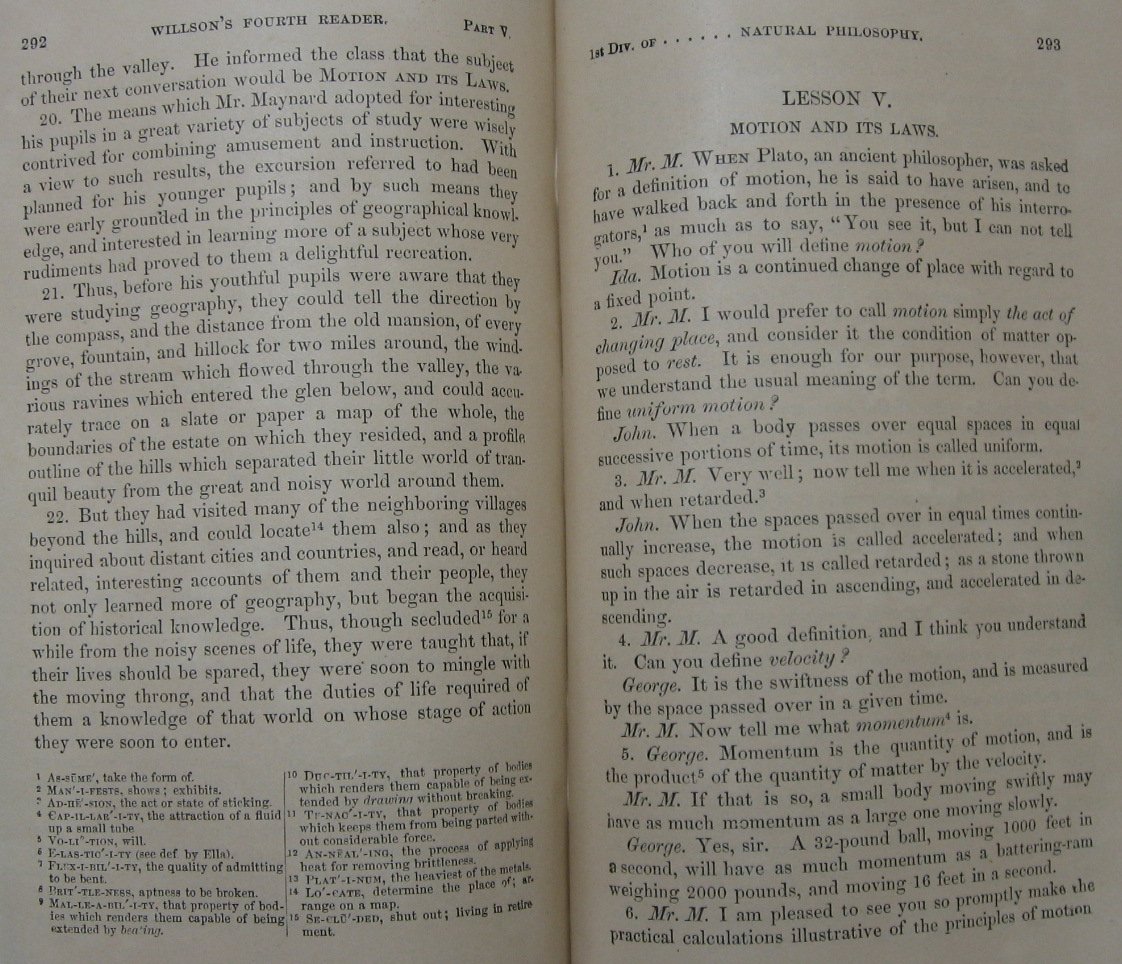 292 WILLSON'S FOURTH READER. PART V.
through the valley. He informed the class that the subject
of their next conversation would be MOTION AND ITS LAWS.
20. The means which Mr. Maynard adopted for interesting
his pupils in a great variety of subjects of study were wisely
contrived for combining amusement and instruction. With
a view to such results, the excursion referred to had been
planned for his younger pupils; and by such means they
were early grounded in the principles of geographical knowl-
edge, and interested in learning more of a subject whose very
rudiments had proved to them a delightful recreation.
21. Thus, before his youthful pupils were aware that they
were studying geography, they could tell the direction by
the compass, and the distance from the old mansion, of every
grove, fountain, and hillock for two miles around, the wind-
ings of the stream which flowed through the valley, the va-
rious ravines which entered the glen below, and could accu-
rately trace on a slate or paper a map of the whole, the
boundaries of the estate on which they resided, and a profile
outline of the hills which separated their little world of tran-
quil beauty from the great and noisy world around them.
22. But they had visited many of the neighboring villages
beyond the hills, and could locate¹⁴ them also; and as they
inquired about distant cities and countries, and read, or heard
related, interesting accounts of them and their people, they
not only learned more of geography, but began the acquisi-
tion of historical knowledge. Thus, though secluded¹⁵ for a
while from the noisy scenes of life, they were taught that, if
their lives should be spared, they were soon to mingle with
the moving throng, and that the duties of life required of
them a knowledge of that world on whose stage of action
they were soon to enter.
¹ AS-SŪME', take the form of.
² MAN'-I-FESTS, shows; exhibits.
³ AD-HĒ'-SION, the act or state of sticking.
⁴ CAP-IL-LAR'-I-TY, the attraction of a fluid
up a small tube
⁵ VO-LI"-TION, will.
⁶ E-LAS-TIC'-I-TY (see def. by Ella).
⁷ FLEX-I-BIL'-I-TY, the quality of admitting
to be bent.
⁸ BRIT'-TLE-NESS, aptness to be broken.
⁹ MAL-LE-A-BIL'-I-TY, that property of bod-
ies which renders them capable of being
extended by beating.
¹⁰ DUC-TIL'-I-TY, that property of bodies
which renders them capable of being ex-
tended by drawing without breaking.
¹¹ TE-NAC'-I-TY, that property of bodies
which keeps them from being parted with-
out considerable force.
¹² AN-NĒAL'-ING, the process of applying
heat for removing brittleness.
¹³ PLAT'-I-NUM, the heaviest of the metals.
¹⁴ LO'-CATE, determine the place of; ar-
range on a map.
¹⁵ SE-CLŪ'-DED, shut out; living in retire
ment.
1st DIV. OF . . . . . . NATURAL PHILOSOPHY. 293
LESSON V.
MOTION AND ITS LAWS.
1. Mr. M. WHEN Plato, an ancient philosopher, was asked
for a definition of motion, he is said to have arisen, and to
have walked back and forth in the presence of his interro-
gators,¹ as much as to say, "You see it, but I can not tell
you." Who of you will define motion?
Ida. Motion is a continued change of place with regard to
a fixed point.
2. Mr. M. I would prefer to call motion simply the act of
changing place, and consider it the condition of matter op-
posed to rest. It is enough for our purpose, however, that
we understand the usual meaning of the term. Can you de-
fine uniform motion?
John. When a body passes over equal spaces in equal
successive portions of time, its motion is called uniform.
3. Mr. M. Very well; now tell me when it is accelerated,²
and when retarded.³
John. When the spaces passed over in equal times contin-
ually increase, the motion is called accelerated; and when
such spaces decrease, it is called retarded; as a stone thrown
up in the air is retarded in ascending, and accelerated in de-
scending.
4. Mr. M. A good definition, and I think you understand
it. Can you define velocity?
George. It is the swiftness of the motion, and is measured
by the space passed over in a given time.
Mr. M. Now tell me what momentum⁴ is.
5. George. Momentum is the quantity of motion, and is
the product⁵ of the quantity of matter by the velocity.
Mr. M. If that is so, a small body moving swiftly may
have as much momentum as a large one moving slowly.
George. Yes, sir. A 32-pound ball, moving 1000 feet in
a second, will have as much momentum as a battering-ram
weighing 2000 pounds, and moving 16 feet in a second.
6. Mr. M. I am pleased to see you so promptly make the
practical calculations illustrative of the principles of motion